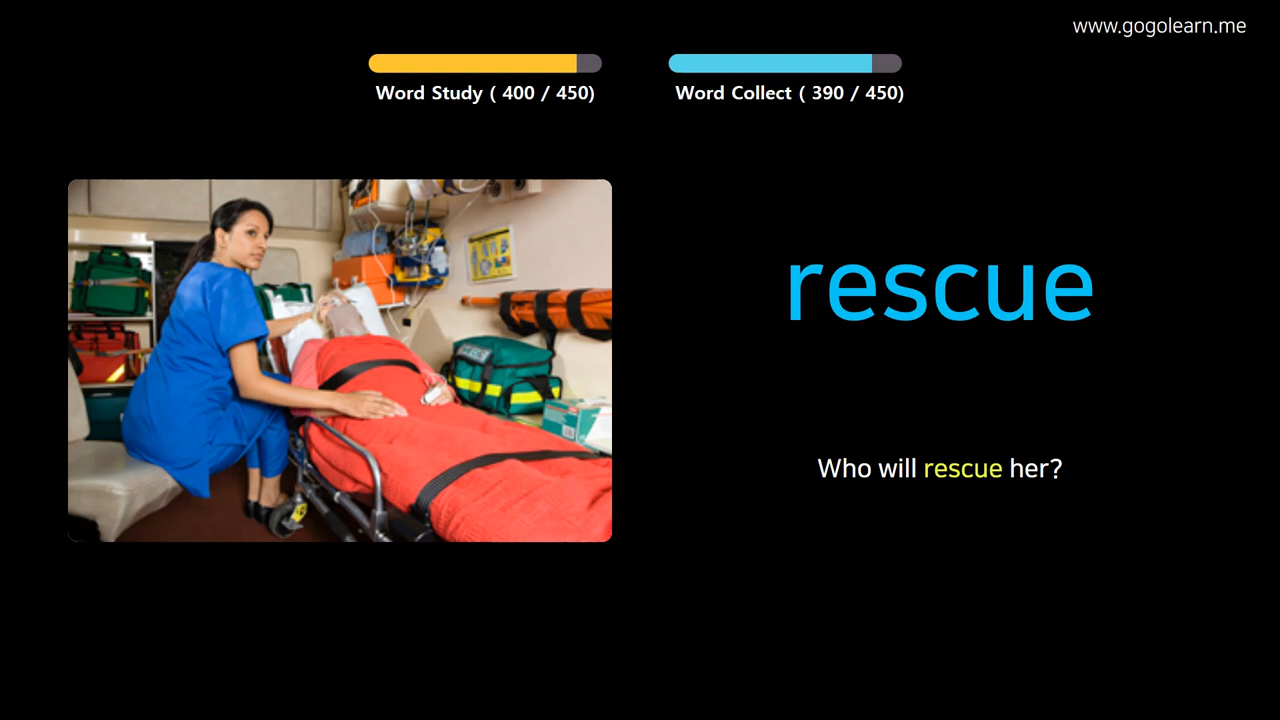 www.gogolearn.me
Word Study ( 400 / 450)
Word Collect ( 390 / 450)
rescue
Who will rescue her?